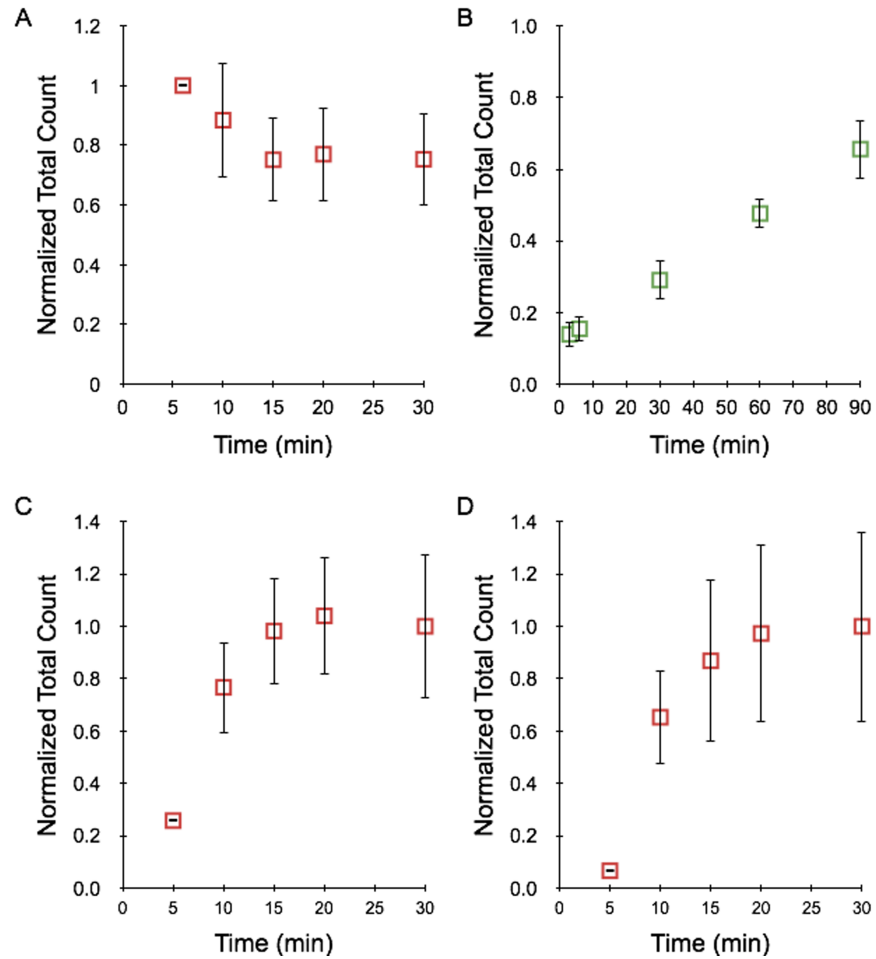 A
Normalized Total Count
1.2
1
0.8
0.6
0.4
0.2
0
0 5 10 15 20 25 30
Time (min)
B
Normailized Total Count
1.0
0.8
0.6
0.4
0.2
0.0
0 10 20 30 40 50 60 70 80 90
Time (min)
C
Normalized Total Count
1.4
1.2
1.0
0.8
0.6
0.4
0.2
0.0
0 5 10 15 20 25 30
Time (min)
D
Normalized Total Count
1.4
1.2
1.0
0.8
0.6
0.4
0.2
0.0
0 5 10 15 20 25 30
Time (min)